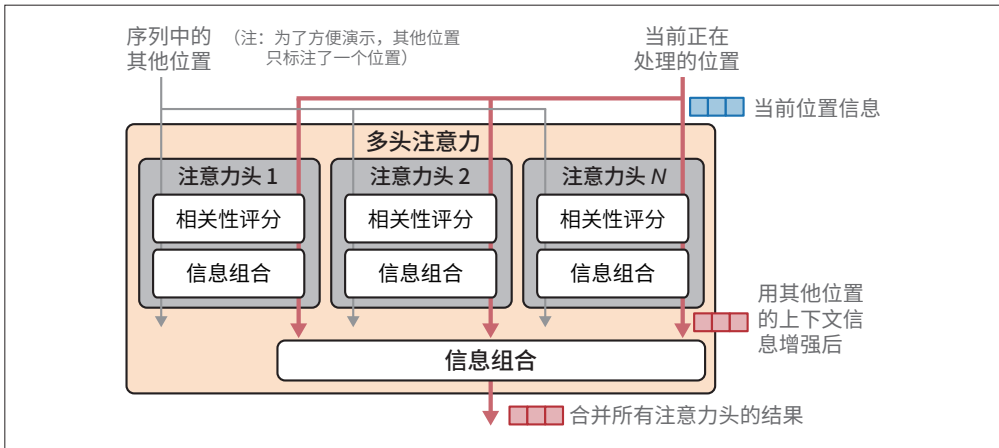 序列中的
其他位置
（注：为了方便演示，其他位置
只标注了一个位置）
当前正在
处理的位置
当前位置信息
多头注意力
注意力头 1
注意力头 2
注意力头 N
相关性评分
相关性评分
相关性评分
信息组合
信息组合
信息组合
用其他位置
的上下文信
息增强后
信息组合
合并所有注意力头的结果